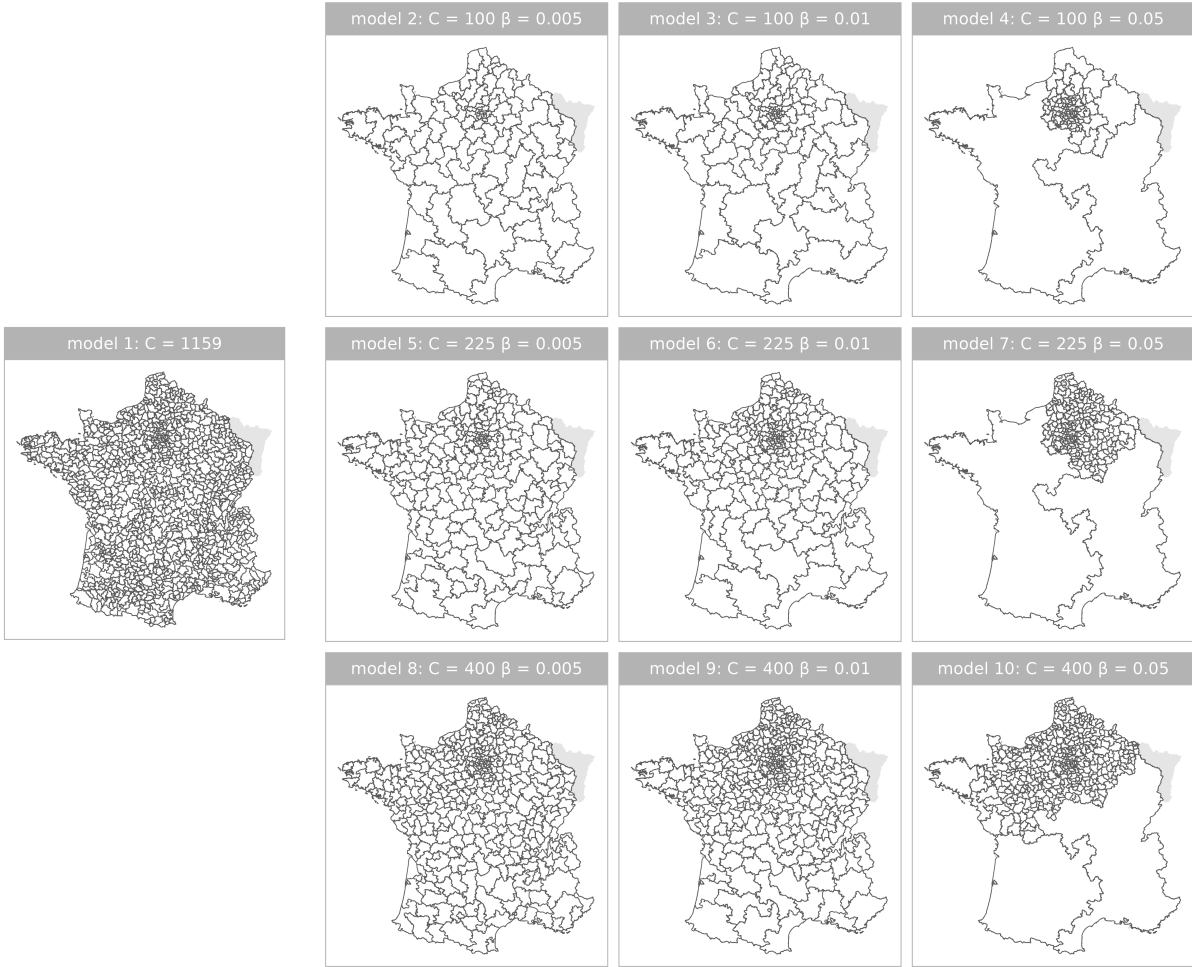 model 2: C = 100 β = 0.005
model 3: C = 100 β = 0.01
model 4: C = 100 β = 0.05
model 1: C = 1159
model 5: C = 225 β = 0.005
model 6: C = 225 β = 0.01
model 7: C = 225 β = 0.05
model 8: C = 400 β = 0.005
model 9: C = 400 β = 0.01
model 10: C = 400 β = 0.05